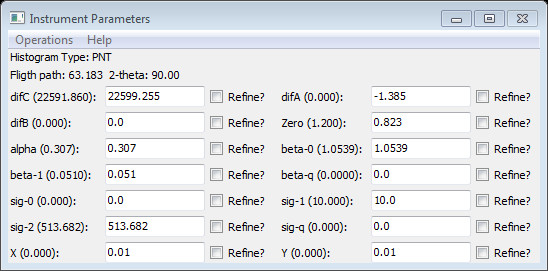 Instrument Parameters
Operations Help
Histogram Type: PNT
Fligth path: 63.183 2-theta: 90.00
difC (22591.860): 22599.255 Refine? difA (0.000): -1.385 Refine?
difB (0.000): 0.0 Refine? Zero (1.200): 0.823 Refine?
alpha (0.307): 0.307 Refine? beta-0 (1.0539): 1.0539 Refine?
beta-1 (0.0510): 0.051 Refine? beta-q (0.0000): 0.0 Refine?
sig-0 (0.000): 0.0 Refine? sig-1 (10.000): 10.0 Refine?
sig-2 (513.682): 513.682 Refine? sig-q (0.000): 0.0 Refine?
X (0.000): 0.01 Refine? Y (0.000): 0.01 Refine?